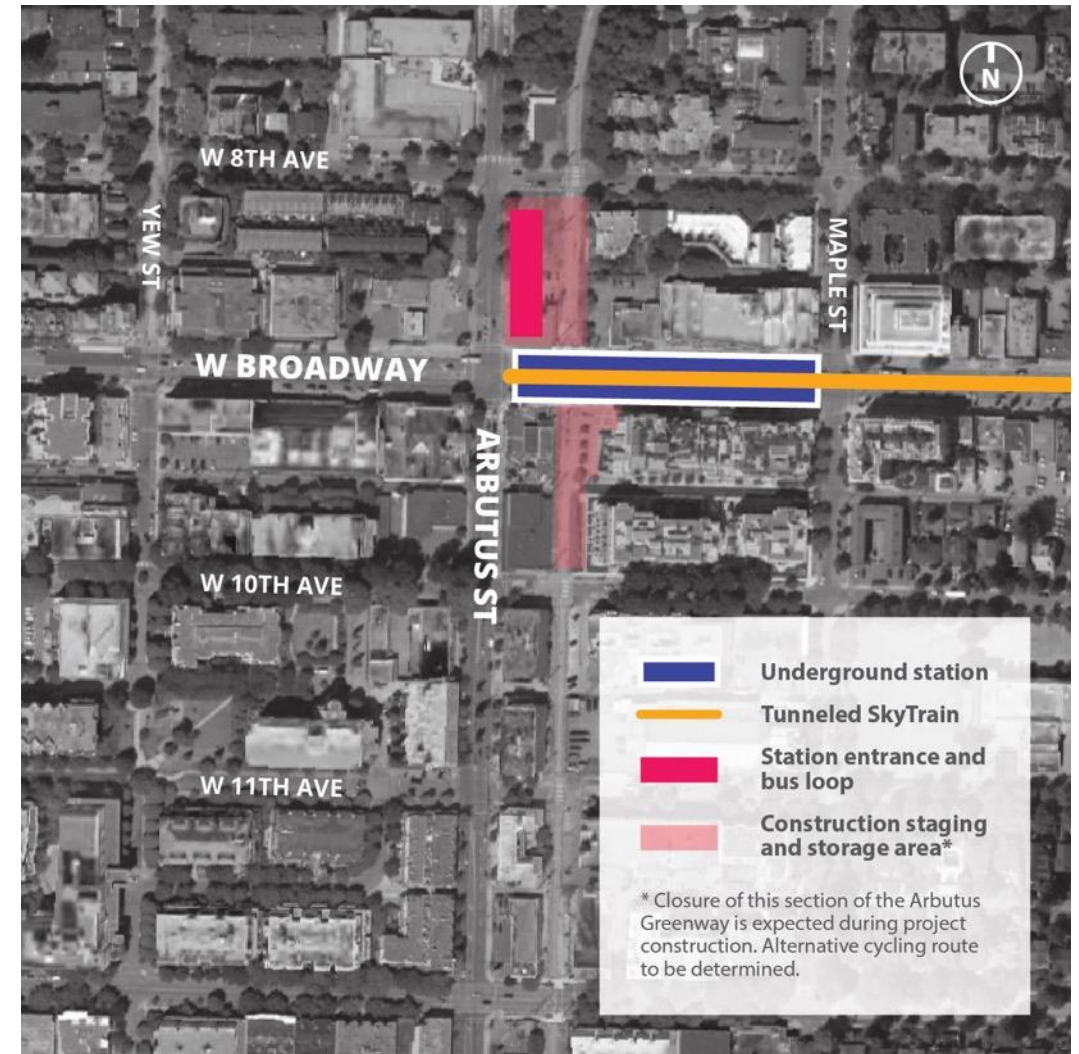 N
W 8TH AVE
YEW ST
MAPLE ST
W BROADWAY
ARBUTUS ST
W 10TH AVE
W 11TH AVE
Underground station
Tunneled SkyTrain
Station entrance and
bus loop
Construction staging
and storage area*
* Closure of this section of the Arbutus
Greenway is expected during project
construction. Alternative cycling route
to be determined.